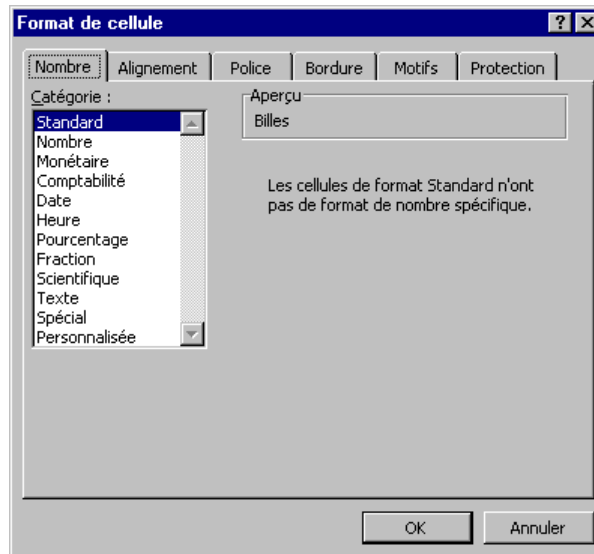 Format de cellule
Nombre Alignement Police Bordure Motifs Protection
Catégorie :
Standard
Nombre
Monétaire
Comptabilité
Date
Heure
Pourcentage
Fraction
Scientifique
Texte
Spécial
Personnalisée
Aperçu
Billes
Les cellules de format Standard n'ont
pas de format de nombre spécifique.
OK Annuler